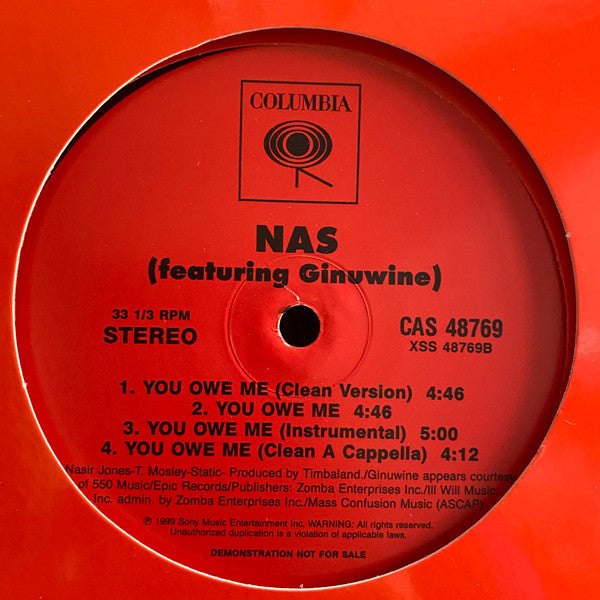 COLUMBIA
NAS
(featuring Ginuwine)
33 1/3 RPM
STEREO
CAS 48769
XSS 48769B
1. YOU OWE ME (Clean Version) 4:46
2. YOU OWE ME 4:46
3. YOU OWE ME (Instrumental) 5:00
4. YOU OWE ME (Clean A Cappella) 4:12
Nasir Jones-T. Mosley-Static- Produced by Timbaland./Ginuwine appears courtesy
of 550 Music/Epic Records/Publishers: Zomba Enterprises Inc./Ill Will Music,
Inc. admin. by Zomba Enterprises Inc./Mass Confusion Music (ASCAP)
℗ 1999 Sony Music Entertainment Inc. WARNING: All rights reserved.
Unauthorized duplication is a violation of applicable laws.
DEMONSTRATION NOT FOR SALE